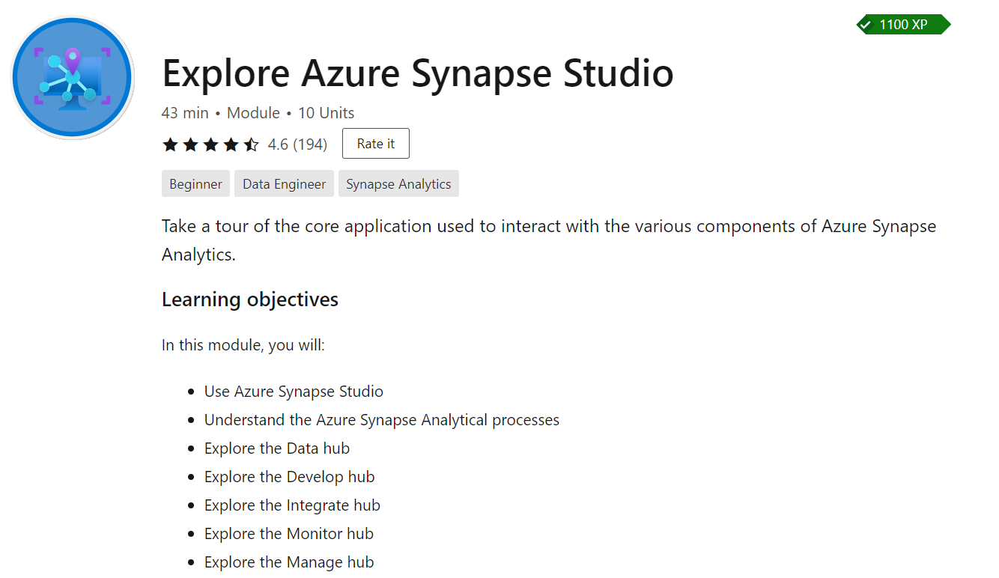 1100 XP
Explore Azure Synapse Studio
43 min • Module • 10 Units
4.6 (194) Rate it
Beginner Data Engineer Synapse Analytics
Take a tour of the core application used to interact with the various components of Azure Synapse
Analytics.
Learning objectives
In this module, you will:
• Use Azure Synapse Studio
• Understand the Azure Synapse Analytical processes
• Explore the Data hub
• Explore the Develop hub
• Explore the Integrate hub
• Explore the Monitor hub
• Explore the Manage hub